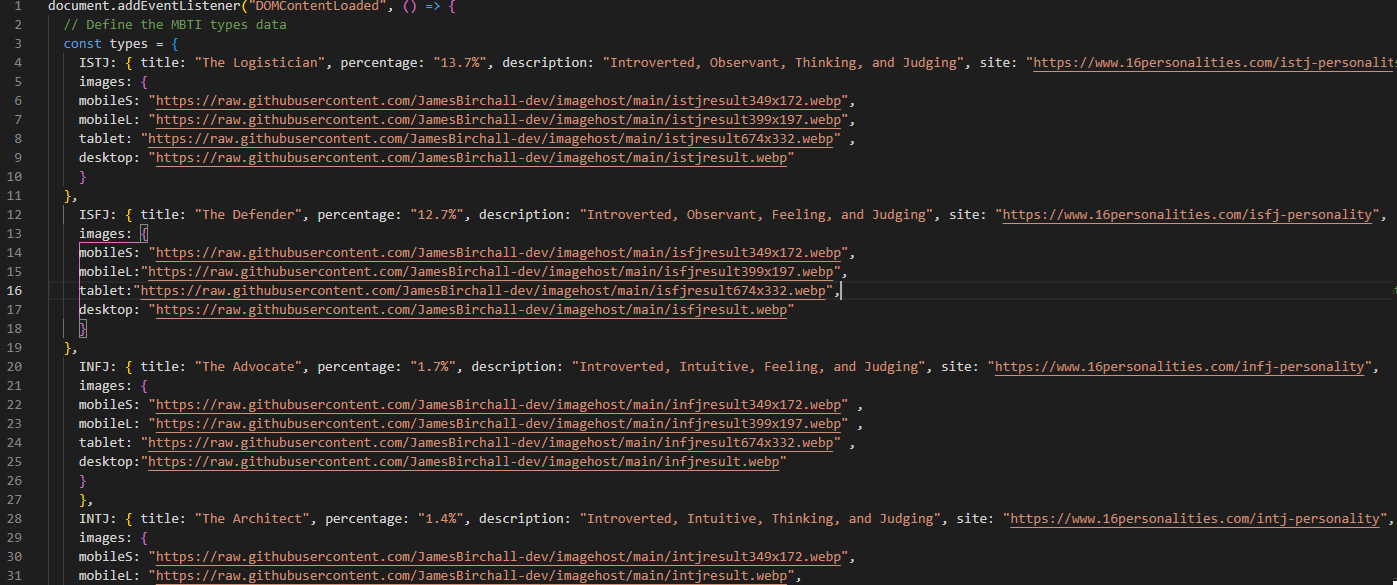 1 document.addEventListener("DOMContentLoaded", () => {
2 // Define the MBTI types data
3 const types = {
4 ISTJ: { title: "The Logistician", percentage: "13.7%", description: "Introverted, Observant, Thinking, and Judging", site: "https://www.16personalities.com/istj-personalit
5 images: {
6 mobileS: "https://raw.githubusercontent.com/JamesBirchall-dev/imagehost/main/istjresult349x172.webp",
7 mobileL: "https://raw.githubusercontent.com/JamesBirchall-dev/imagehost/main/istjresult399x197.webp",
8 tablet: "https://raw.githubusercontent.com/JamesBirchall-dev/imagehost/main/istjresult674x332.webp" ,
9 desktop: "https://raw.githubusercontent.com/JamesBirchall-dev/imagehost/main/istjresult.webp"
10 }
11 },
12 ISFJ: { title: "The Defender", percentage: "12.7%", description: "Introverted, Observant, Feeling, and Judging", site: "https://www.16personalities.com/isfj-personality",
13 images: {
14 mobileS: "https://raw.githubusercontent.com/JamesBirchall-dev/imagehost/main/isfjresult349x172.webp",
15 mobileL:"https://raw.githubusercontent.com/JamesBirchall-dev/imagehost/main/isfjresult399x197.webp",
16 tablet:"https://raw.githubusercontent.com/JamesBirchall-dev/imagehost/main/isfjresult674x332.webp",
17 desktop: "https://raw.githubusercontent.com/JamesBirchall-dev/imagehost/main/isfjresult.webp"
18 }
19 },
20 INFJ: { title: "The Advocate", percentage: "1.7%", description: "Introverted, Intuitive, Feeling, and Judging", site: "https://www.16personalities.com/infj-personality",
21 images: {
22 mobileS: "https://raw.githubusercontent.com/JamesBirchall-dev/imagehost/main/infjresult349x172.webp" ,
23 mobileL: "https://raw.githubusercontent.com/JamesBirchall-dev/imagehost/main/infjresult399x197.webp" ,
24 tablet: "https://raw.githubusercontent.com/JamesBirchall-dev/imagehost/main/infjresult674x332.webp" ,
25 desktop:"https://raw.githubusercontent.com/JamesBirchall-dev/imagehost/main/infjresult.webp"
26 }
27 },
28 INTJ: { title: "The Architect", percentage: "1.4%", description: "Introverted, Intuitive, Thinking, and Judging", site: "https://www.16personalities.com/intj-personality",
29 images: {
30 mobileS: "https://raw.githubusercontent.com/JamesBirchall-dev/imagehost/main/intjresult349x172.webp",
31 mobileL: "https://raw.githubusercontent.com/JamesBirchall-dev/imagehost/main/intjresult.webp",